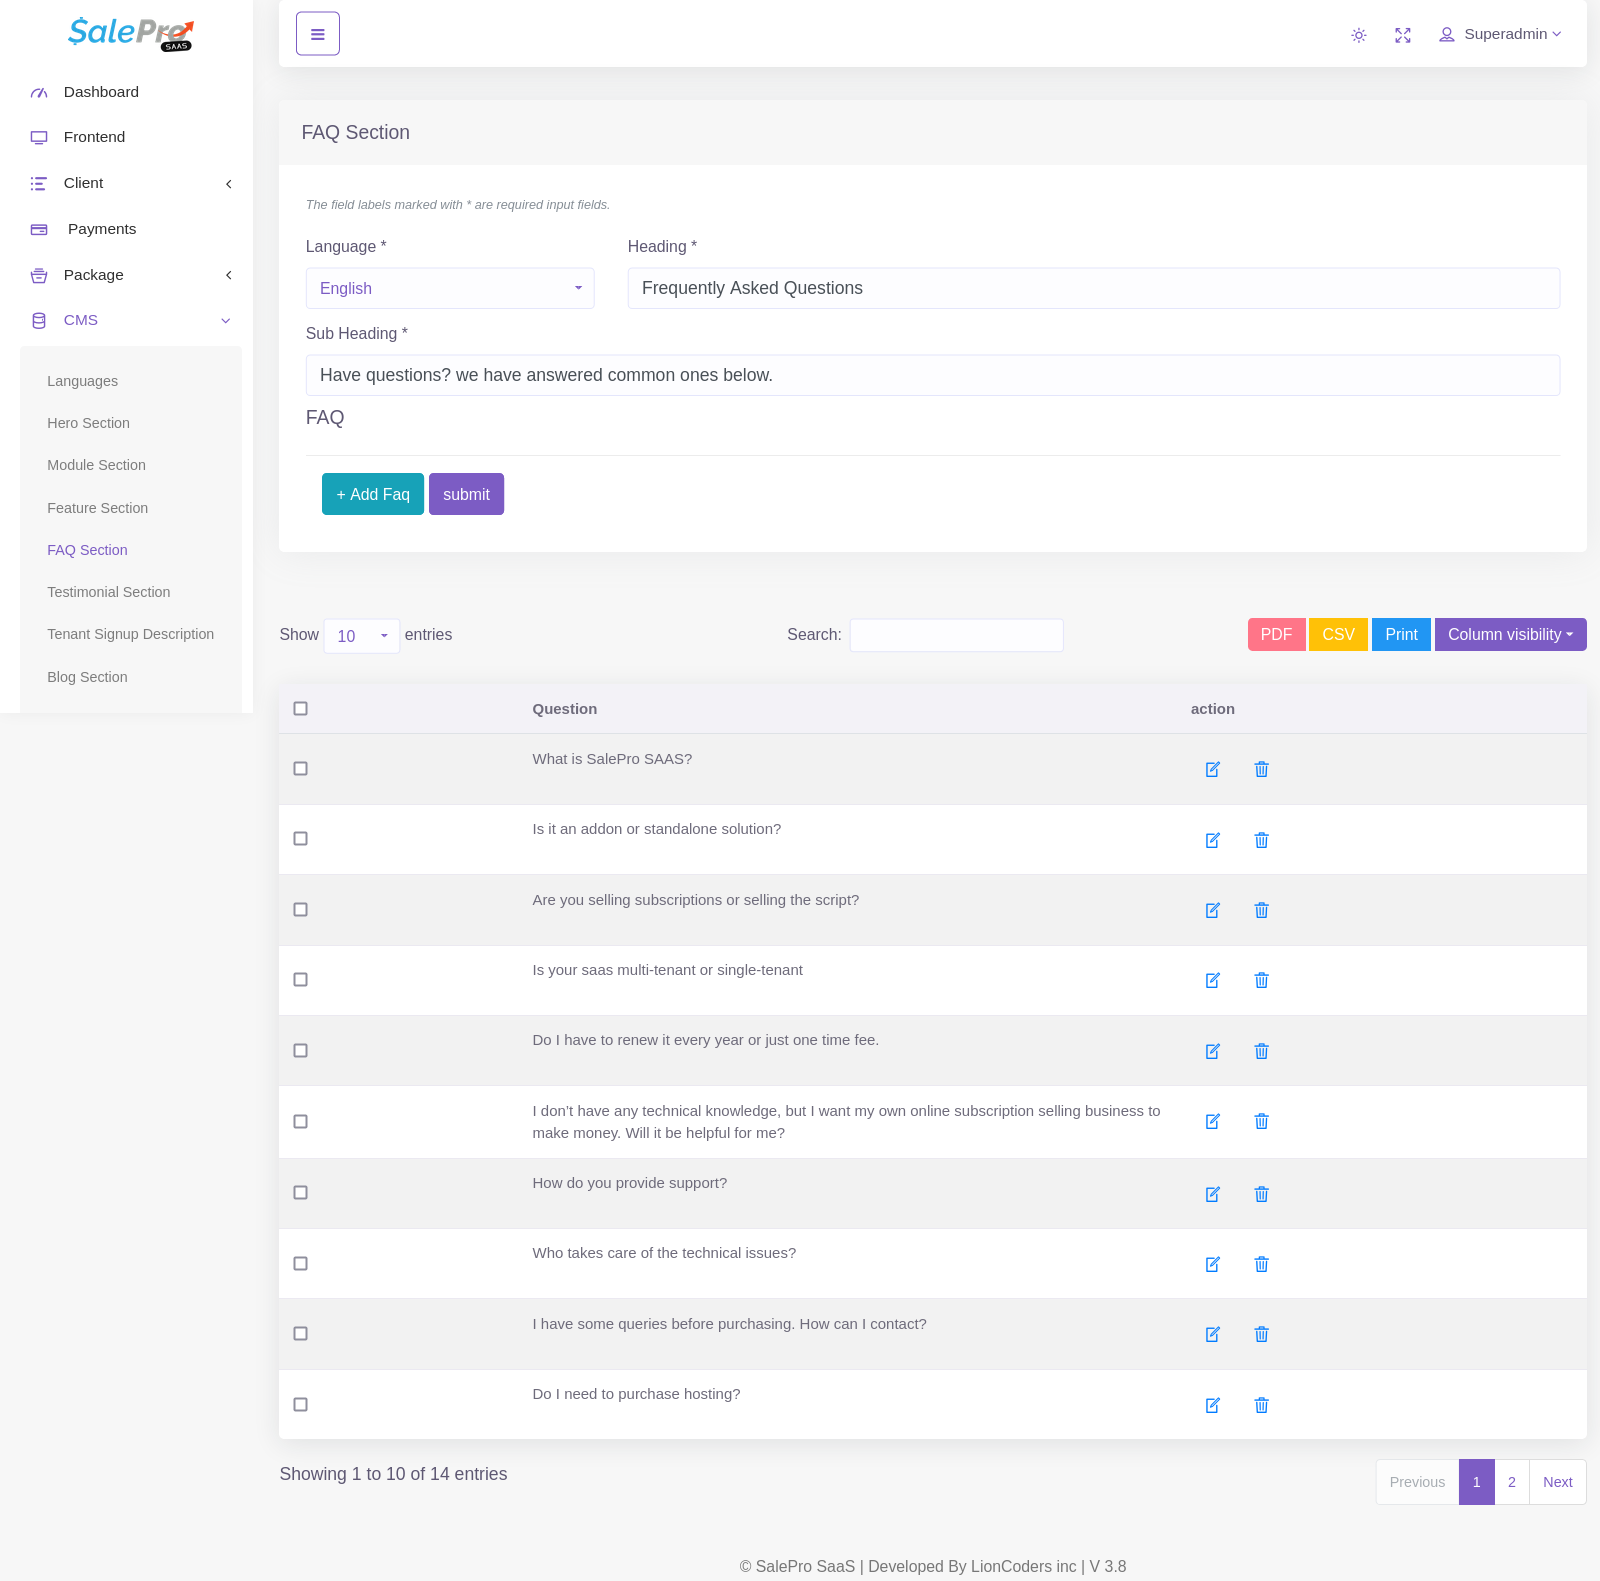 SalePro
SAAS
Superadmin
Dashboard
Frontend
Client
Payments
Package
CMS
Languages
Hero Section
Module Section
Feature Section
FAQ Section
Testimonial Section
Tenant Signup Description
Blog Section
FAQ Section
The field labels marked with * are required input fields.
Language * Heading *
English Frequently Asked Questions
Sub Heading *
Have questions? we have answered common ones below.
FAQ
+ Add Faq submit
Show 10 entries Search: PDF CSV Print Column visibility
Question action
What is SalePro SAAS?
Is it an addon or standalone solution?
Are you selling subscriptions or selling the script?
Is your saas multi-tenant or single-tenant
Do I have to renew it every year or just one time fee.
I don't have any technical knowledge, but I want my own online subscription selling business to
make money. Will it be helpful for me?
How do you provide support?
Who takes care of the technical issues?
I have some queries before purchasing. How can I contact?
Do I need to purchase hosting?
Showing 1 to 10 of 14 entries Previous 1 2 Next
© SalePro SaaS | Developed By LionCoders inc | V 3.8